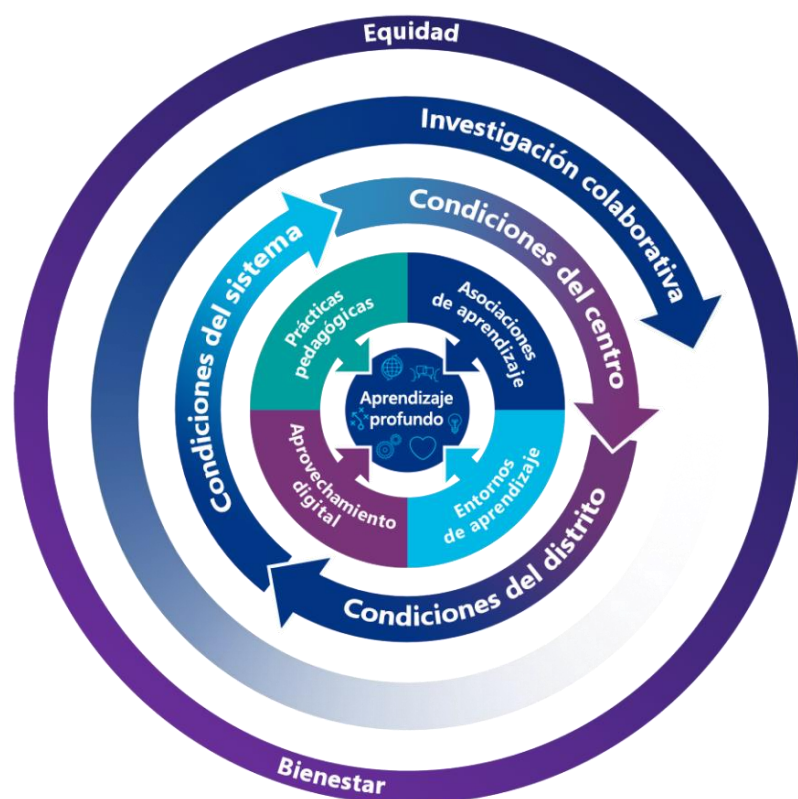 Equidad
Investigación colaborativa
Condiciones del sistema
Condiciones del centro
Prácticas
pedagógicas
Asociaciones
de aprendizaje
Aprendizaje
profundo
Aprovechamiento
digital
Entornos
de aprendizaje
Condiciones del distrito
Bienestar